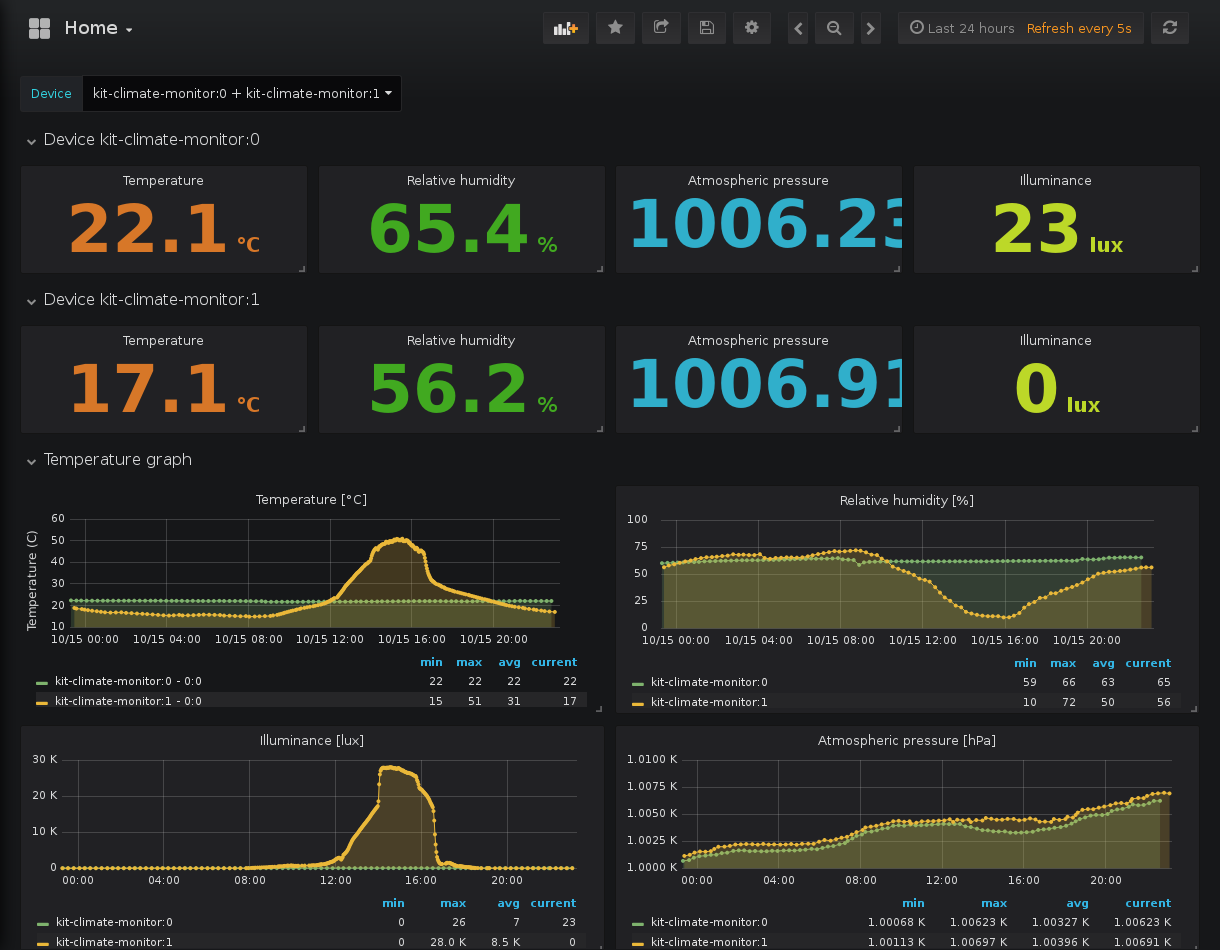 Home
Last 24 hours Refresh every 5s
Device kit-climate-monitor:0 + kit-climate-monitor:1
Device kit-climate-monitor:0
Temperature Relative humidity Atmospheric pressure Illuminance
22.1 °C 65.4 % 1006.23 23 lux
Device kit-climate-monitor:1
Temperature Relative humidity Atmospheric pressure Illuminance
17.1 °C 56.2 % 1006.91 0 lux
Temperature graph
Temperature [°C]
Temperature (C)
60
50
40
30
20
10
10/15 00:00 10/15 04:00 10/15 08:00 10/15 12:00 10/15 16:00 10/15 20:00
min max avg current
kit-climate-monitor:0 - 0:0 22 22 22 22
kit-climate-monitor:1 - 0:0 15 51 31 17
Relative humidity [%]
100
75
50
25
0
10/15 00:00 10/15 04:00 10/15 08:00 10/15 12:00 10/15 16:00 10/15 20:00
min max avg current
kit-climate-monitor:0 59 66 63 65
kit-climate-monitor:1 10 72 50 56
Illuminance [lux]
30 K
20 K
10 K
0
00:00 04:00 08:00 12:00 16:00 20:00
min max avg current
kit-climate-monitor:0 0 26 7 23
kit-climate-monitor:1 0 28.0 K 8.5 K 0
Atmospheric pressure [hPa]
1.0100 K
1.0075 K
1.0050 K
1.0025 K
1.0000 K
00:00 04:00 08:00 12:00 16:00 20:00
min max avg current
kit-climate-monitor:0 1.00068 K 1.00623 K 1.00327 K 1.00623 K
kit-climate-monitor:1 1.00113 K 1.00697 K 1.00396 K 1.00691 K